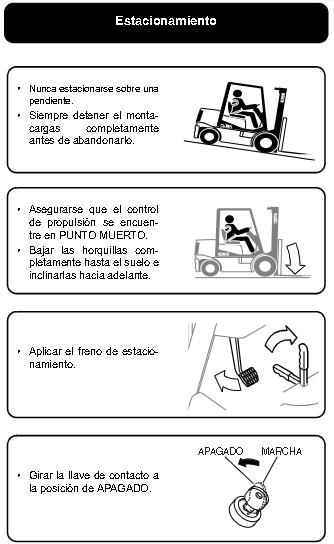 Estacionamiento
• Nunca estacionarse sobre una
pendiente.
• Siempre detener el monta-
cargas completamente
antes de abandonarlo.
• Asegurarse que el control
de propulsión se encuen-
tre en PUNTO MUERTO.
• Bajar las horquillas com-
pletamente hasta el suelo e
inclinarlas hacia adelante.
• Aplicar el freno de estacio-
namiento.
APAGADO MARCHA
• Girar la llave de contacto a
la posición de APAGADO.